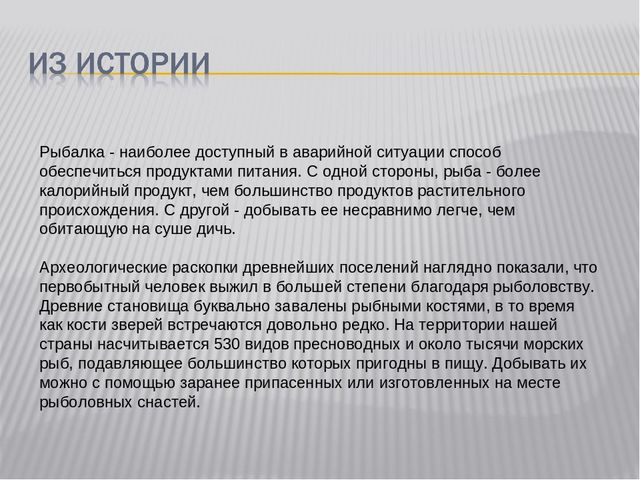 ИЗ ИСТОРИИ
Рыбалка - наиболее доступный в аварийной ситуации способ
обеспечиться продуктами питания. С одной стороны, рыба - более
калорийный продукт, чем большинство продуктов растительного
происхождения. С другой - добывать ее несравнимо легче, чем
обитающую на суше дичь.
Археологические раскопки древнейших поселений наглядно показали, что
первобытный человек выжил в большей степени благодаря рыболовству.
Древние становища буквально завалены рыбными костями, в то время
как кости зверей встречаются довольно редко. На территории нашей
страны насчитывается 530 видов пресноводных и около тысячи морских
рыб, подавляющее большинство которых пригодны в пищу. Добывать их
можно с помощью заранее припасенных или изготовленных на месте
рыболовных снастей.